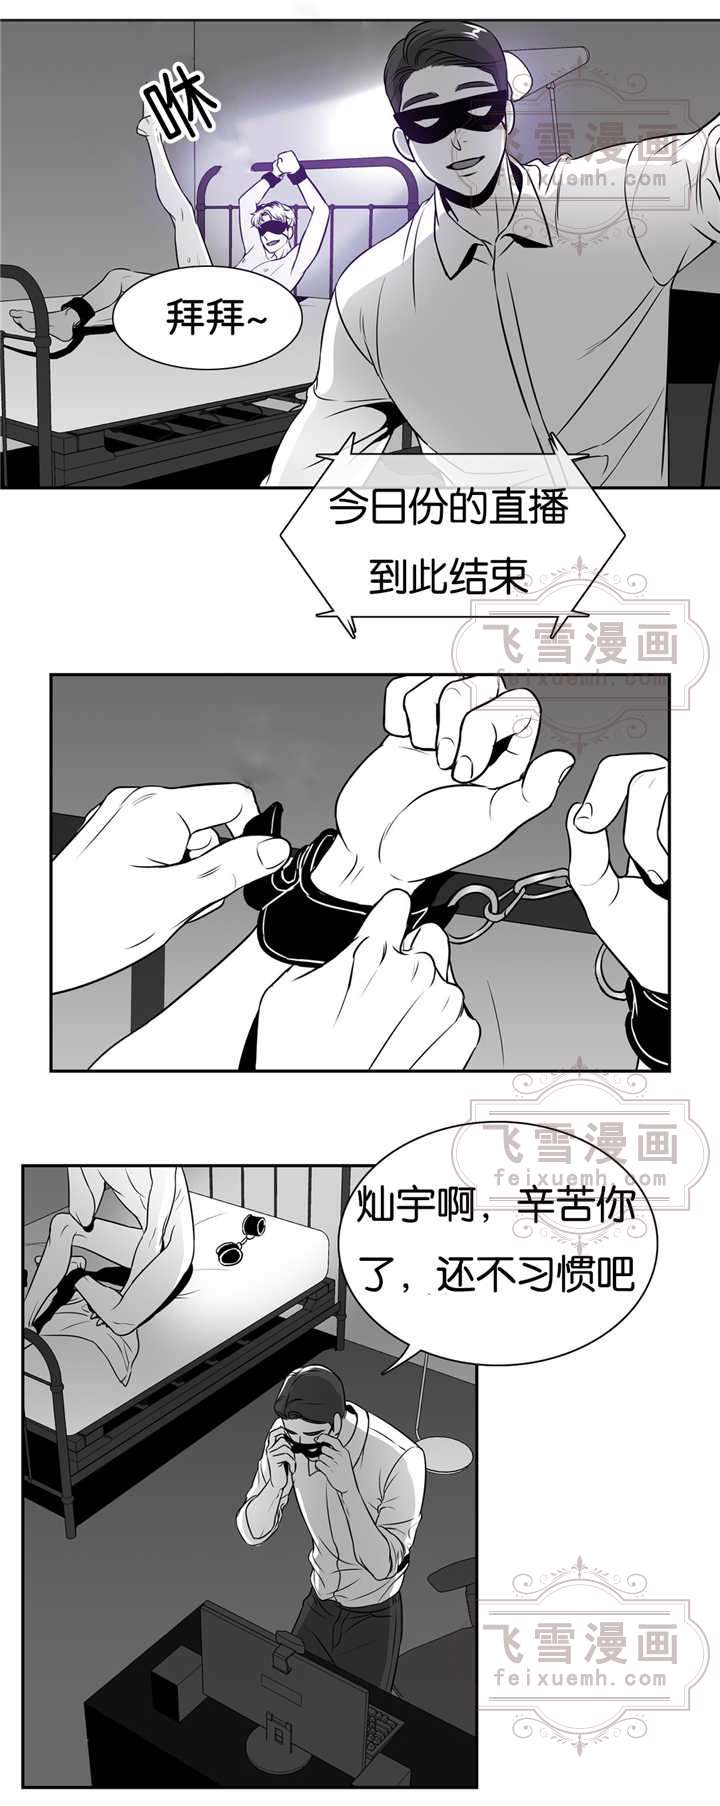 咻
飞雪漫画
feixuemh.com
拜拜~
今日份的直播
到此结束
飞雪漫画
feixuemh.com
飞雪漫画
feixuemh.com
灿宇啊，辛苦你
了，还不习惯吧
飞雪漫画
feixuemh.com